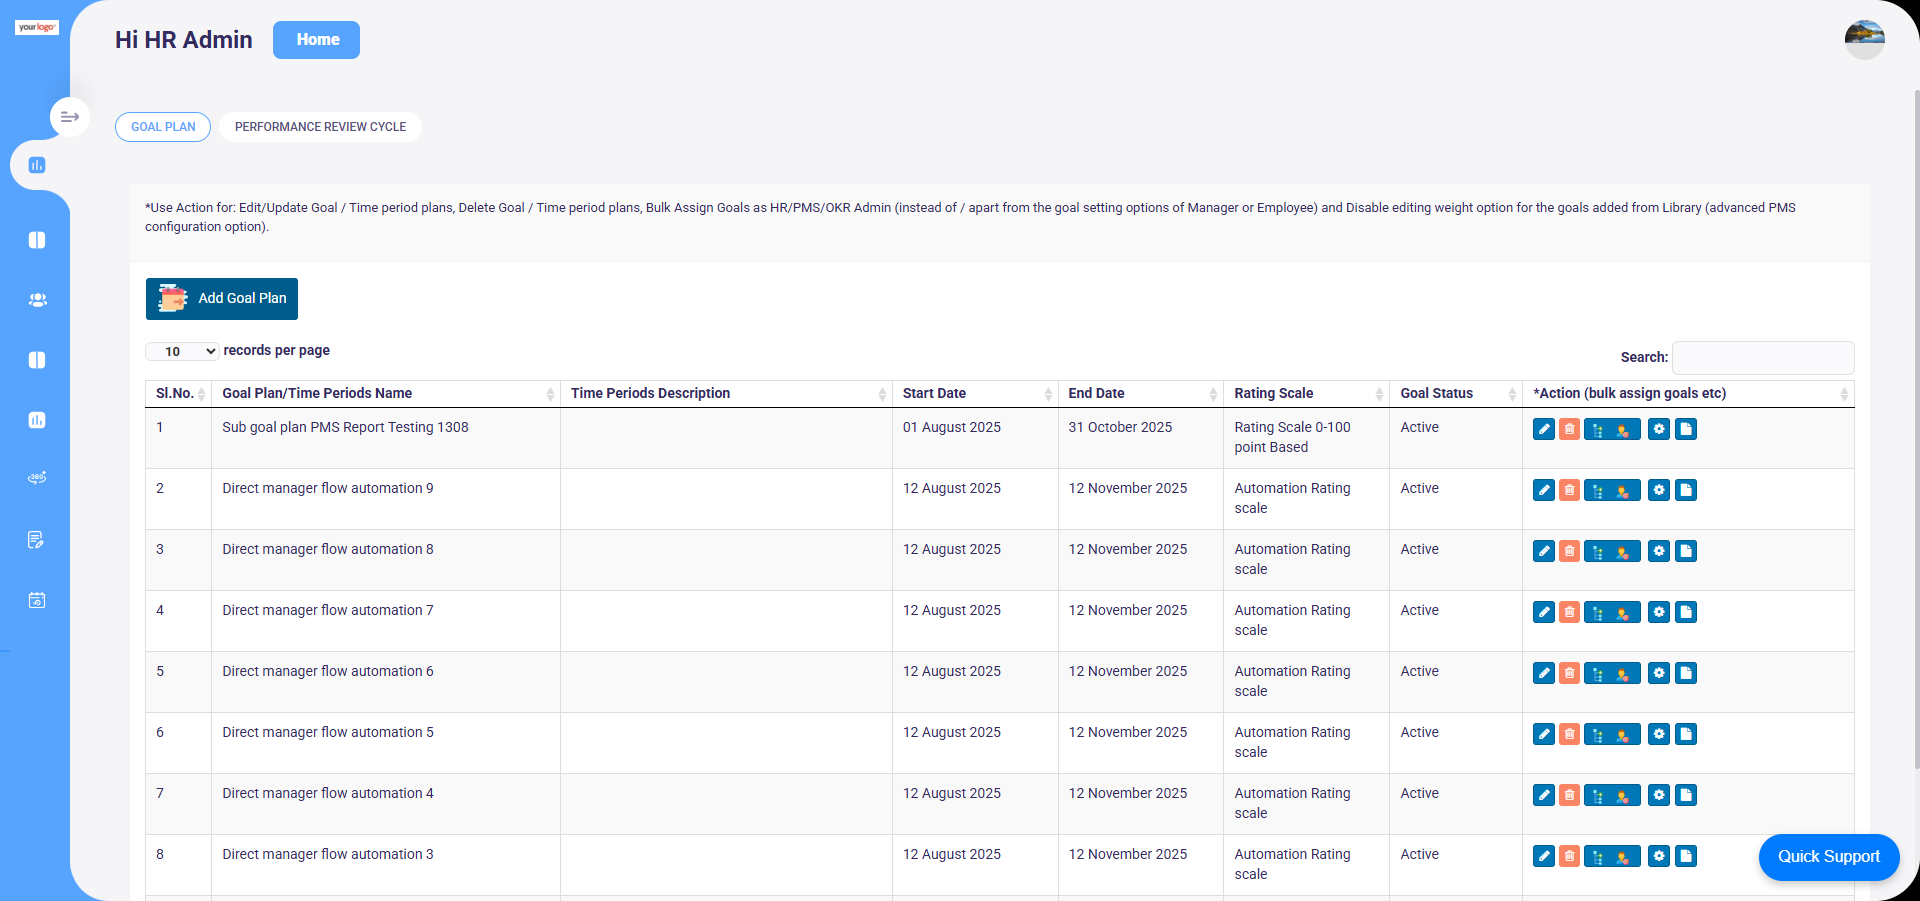 your logo
Hi HR Admin
Home
GOAL PLAN
PERFORMANCE REVIEW CYCLE
*Use Action for: Edit/Update Goal / Time period plans, Delete Goal / Time period plans, Bulk Assign Goals as HR/PMS/OKR Admin (instead of / apart from the goal setting options of Manager or Employee) and Disable editing weight option for the goals added from Library (advanced PMS
configuration option).
Add Goal Plan
10 records per page
Search:
Sl.No. Goal Plan/Time Periods Name Time Periods Description Start Date End Date Rating Scale Goal Status *Action (bulk assign goals etc)
1 Sub goal plan PMS Report Testing 1308 01 August 2025 31 October 2025 Rating Scale 0-100 Active
point Based
2 Direct manager flow automation 9 12 August 2025 12 November 2025 Automation Rating Active
scale
3 Direct manager flow automation 8 12 August 2025 12 November 2025 Automation Rating Active
scale
4 Direct manager flow automation 7 12 August 2025 12 November 2025 Automation Rating Active
scale
360°
5 Direct manager flow automation 6 12 August 2025 12 November 2025 Automation Rating Active
scale
6 Direct manager flow automation 5 12 August 2025 12 November 2025 Automation Rating Active
scale
7 Direct manager flow automation 4 12 August 2025 12 November 2025 Automation Rating Active
scale
8 Direct manager flow automation 3 12 August 2025 12 November 2025 Automation Rating Active
scale
Quick Support